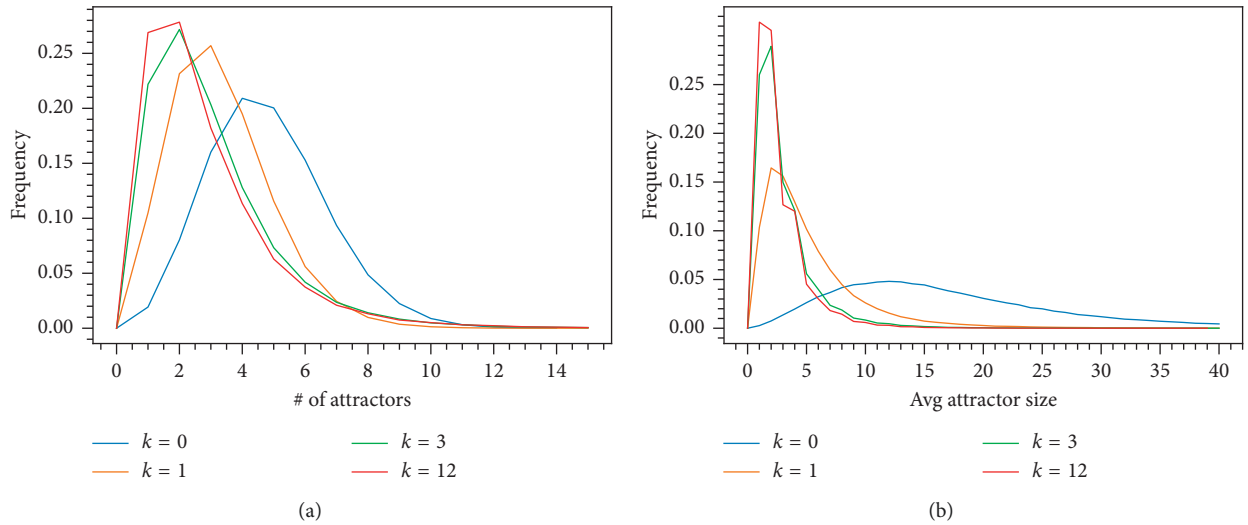 Frequency
0.25
0.20
0.15
0.10
0.05
0.00
0 2 4 6 8 10 12 14
# of attractors
k = 0
k = 1
k = 3
k = 12
(a)
Frequency
0.25
0.20
0.15
0.10
0.05
0.00
0 5 10 15 20 25 30 35 40
Avg attractor size
k = 0
k = 1
k = 3
k = 12
(b)